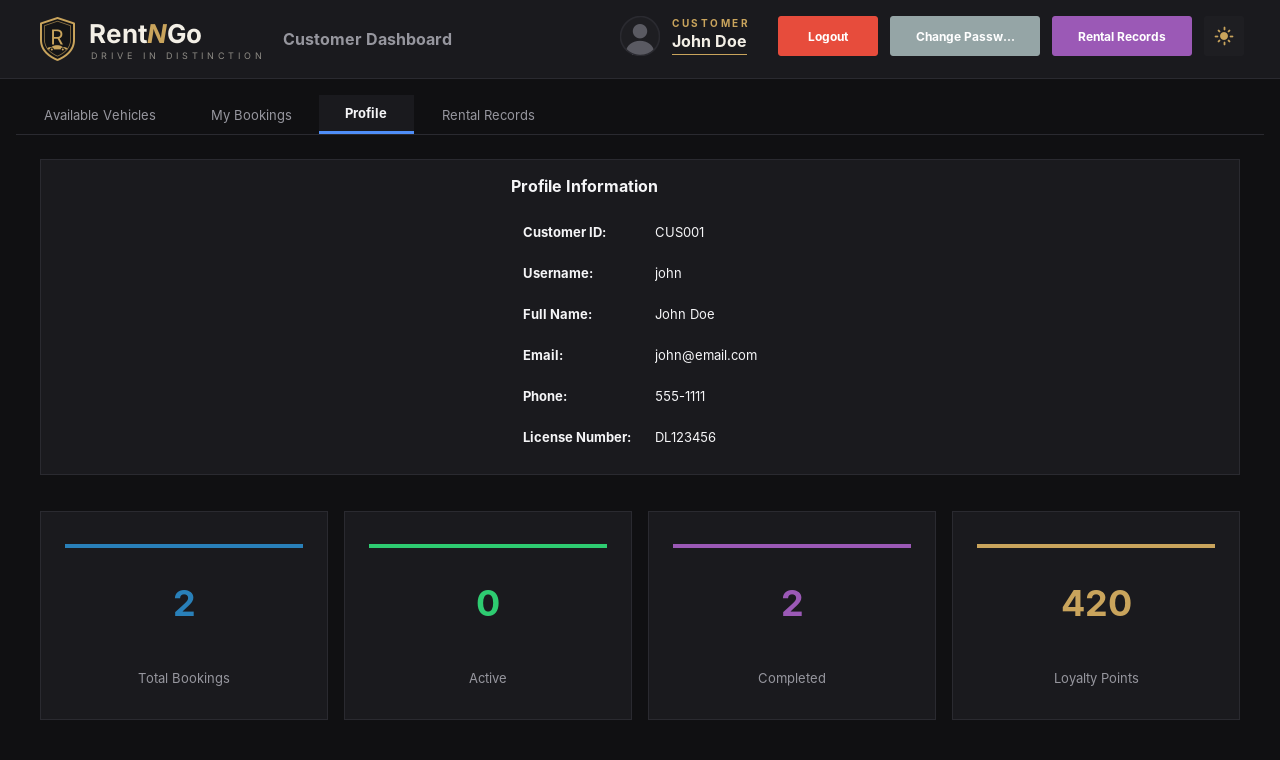 R
RentNGo
DRIVE IN DISTINCTION
Customer Dashboard
CUSTOMER
John Doe
Logout
Change Passw...
Rental Records
Available Vehicles
My Bookings
Profile
Rental Records
Profile Information
Customer ID: CUS001
Username: john
Full Name: John Doe
Email: john@email.com
Phone: 555-1111
License Number: DL123456
2
Total Bookings
0
Active
2
Completed
420
Loyalty Points